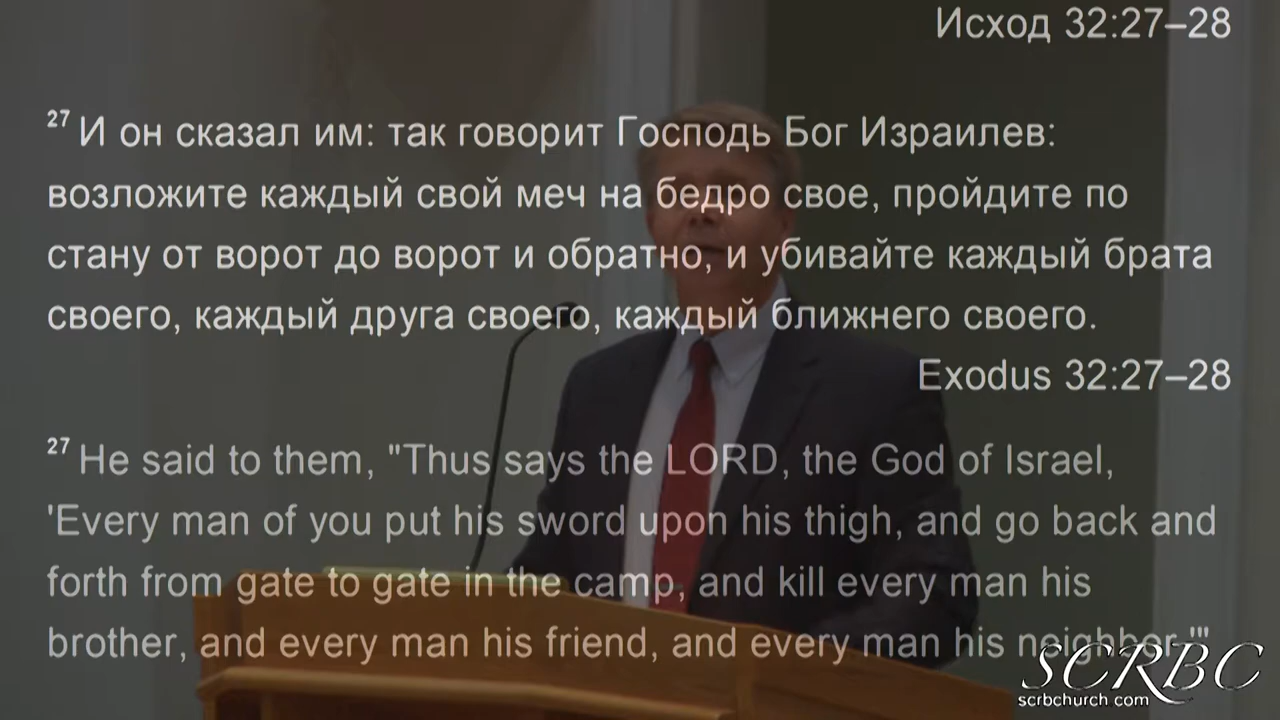 Исход 32:27–28
27 И он сказал им: так говорит Господь Бог Израилев:
возложите каждый свой меч на бедро свое, пройдите по
стану от ворот до ворот и обратно, и убивайте каждый брата
своего, каждый друга своего, каждый ближнего своего.
Exodus 32:27–28
27 He said to them, "Thus says the LORD, the God of Israel,
'Every man of you put his sword upon his thigh, and go back and
forth from gate to gate in the camp, and kill every man his
brother, and every man his friend, and every man his neighbor.'"
SCRBC
scrbchurch.com